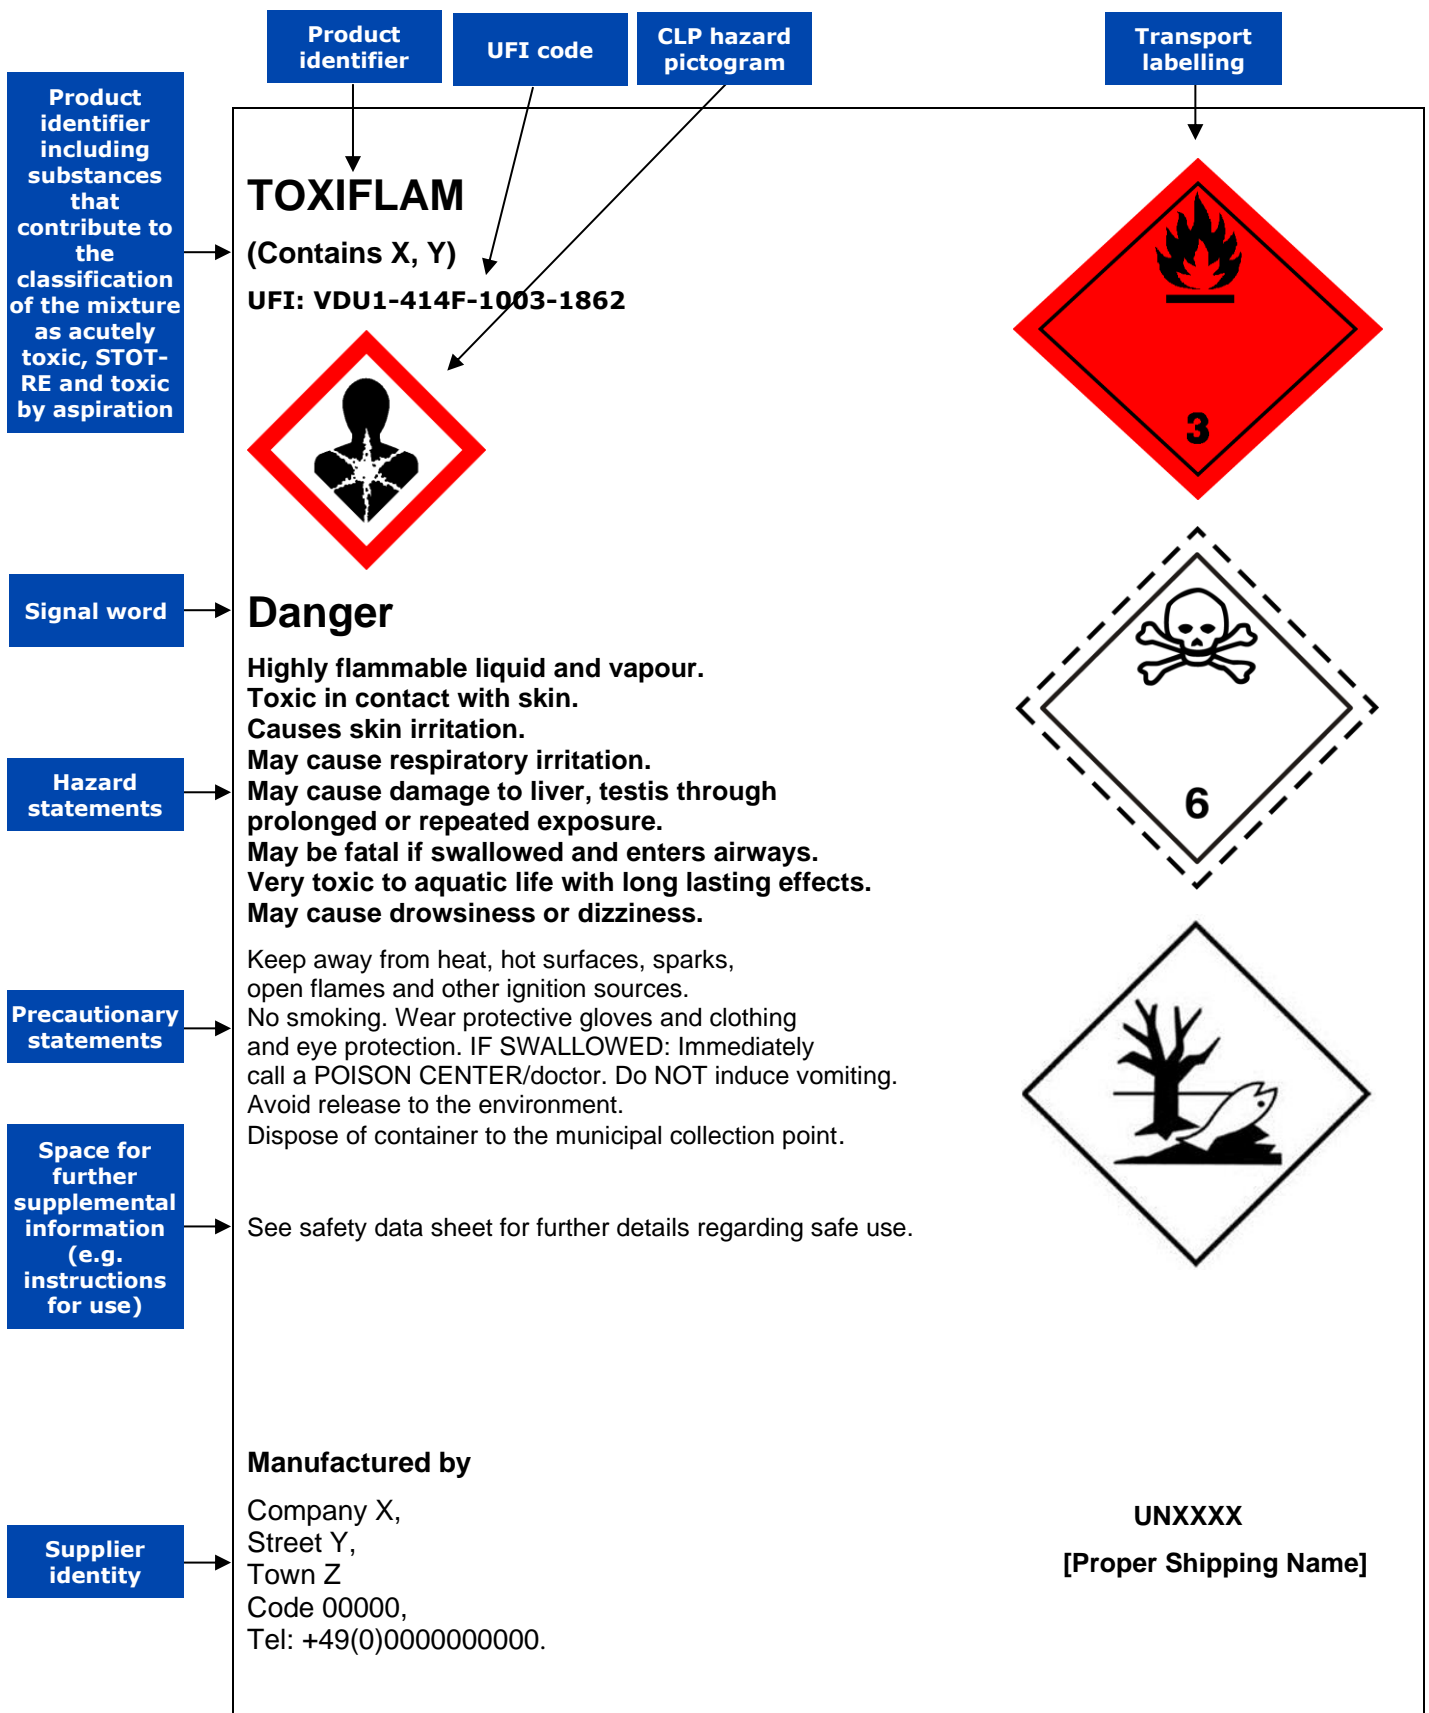 Product
identifier
UFI code
CLP hazard
pictogram
Transport
labelling
Product
identifier
including
substances
that
contribute to
the
classification
of the mixture
as acutely
toxic, STOT-
RE and toxic
by aspiration
TOXIFLAM
(Contains X, Y)
UFI: VDU1-414F-1003-1862
3
Signal word
Danger
Hazard
statements
Highly flammable liquid and vapour.
Toxic in contact with skin.
Causes skin irritation.
May cause respiratory irritation.
May cause damage to liver, testis through
prolonged or repeated exposure.
May be fatal if swallowed and enters airways.
Very toxic to aquatic life with long lasting effects.
May cause drowsiness or dizziness.
6
Precautionary
statements
Keep away from heat, hot surfaces, sparks,
open flames and other ignition sources.
No smoking. Wear protective gloves and clothing
and eye protection. IF SWALLOWED: Immediately
call a POISON CENTER/doctor. Do NOT induce vomiting.
Avoid release to the environment.
Dispose of container to the municipal collection point.
Space for
further
supplemental
information
(e.g.
instructions
for use)
See safety data sheet for further details regarding safe use.
Supplier
identity
Manufactured by
Company X,
Street Y,
Town Z
Code 00000,
Tel: +49(0)0000000000.
UNXXXX
[Proper Shipping Name]